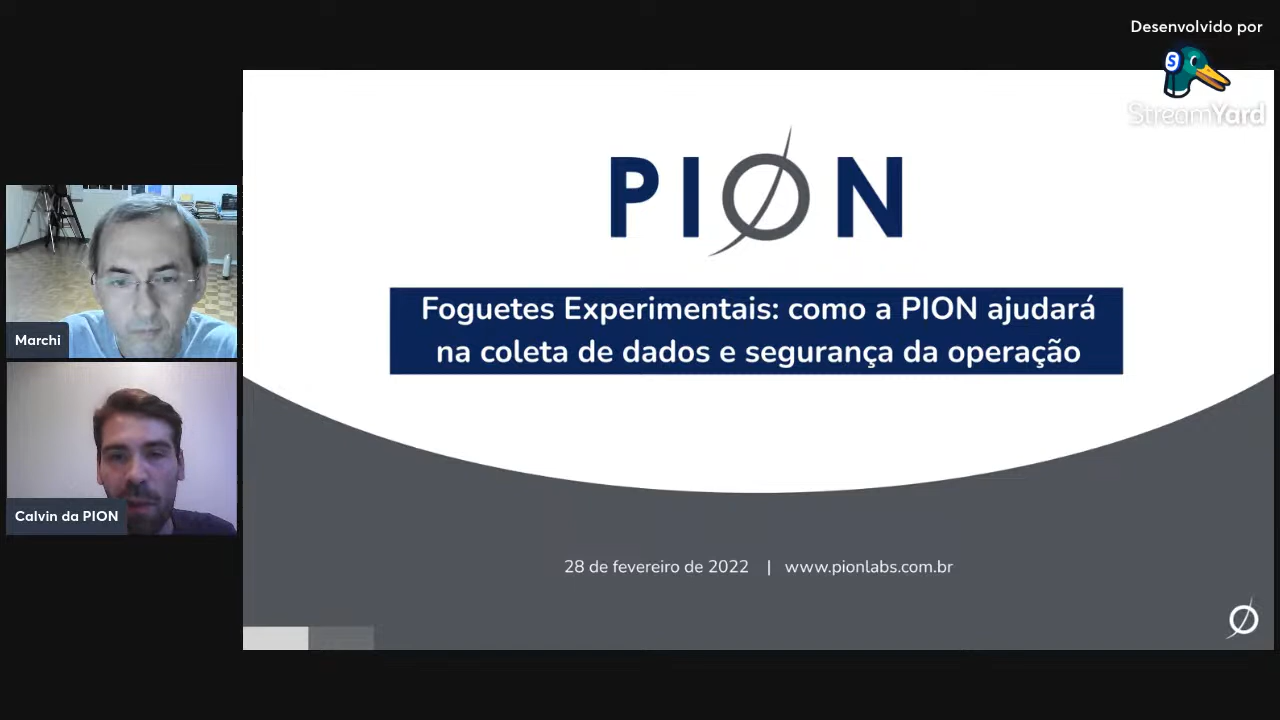 Desenvolvido por
S
StreamYard
PION
Foguetes Experimentais: como a PION ajudará
na coleta de dados e segurança da operação
Marchi
Calvin da PION
28 de fevereiro de 2022 | www.pionlabs.com.br